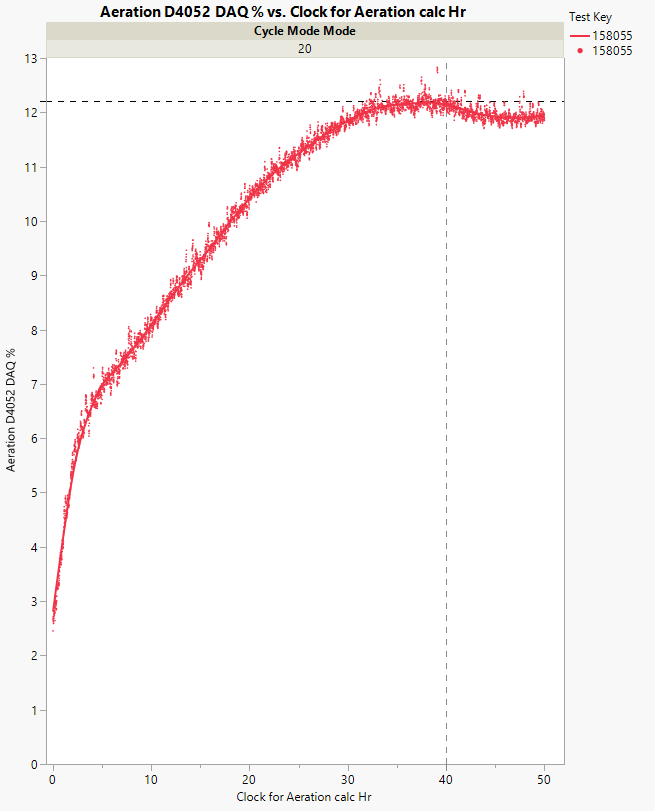 Aeration D4052 DAQ % vs. Clock for Aeration calc Hr
Cycle Mode Mode
20
Test Key
158055
158055
13
12
11
10
9
8
7
6
5
4
3
2
1
0
Aeration D4052 DAQ %
0 10 20 30 40 50
Clock for Aeration calc Hr